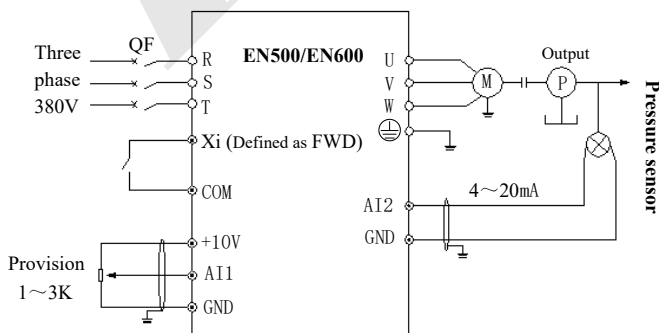 Three
phase
380V
QF
R
S
T
EN500/EN600
U
V
W
M
Output
P
Pressure sensor
Xi (Defined as FWD)
COM
AI2
GND
4～20mA
+10V
AI1
GND
Provision
1～3K